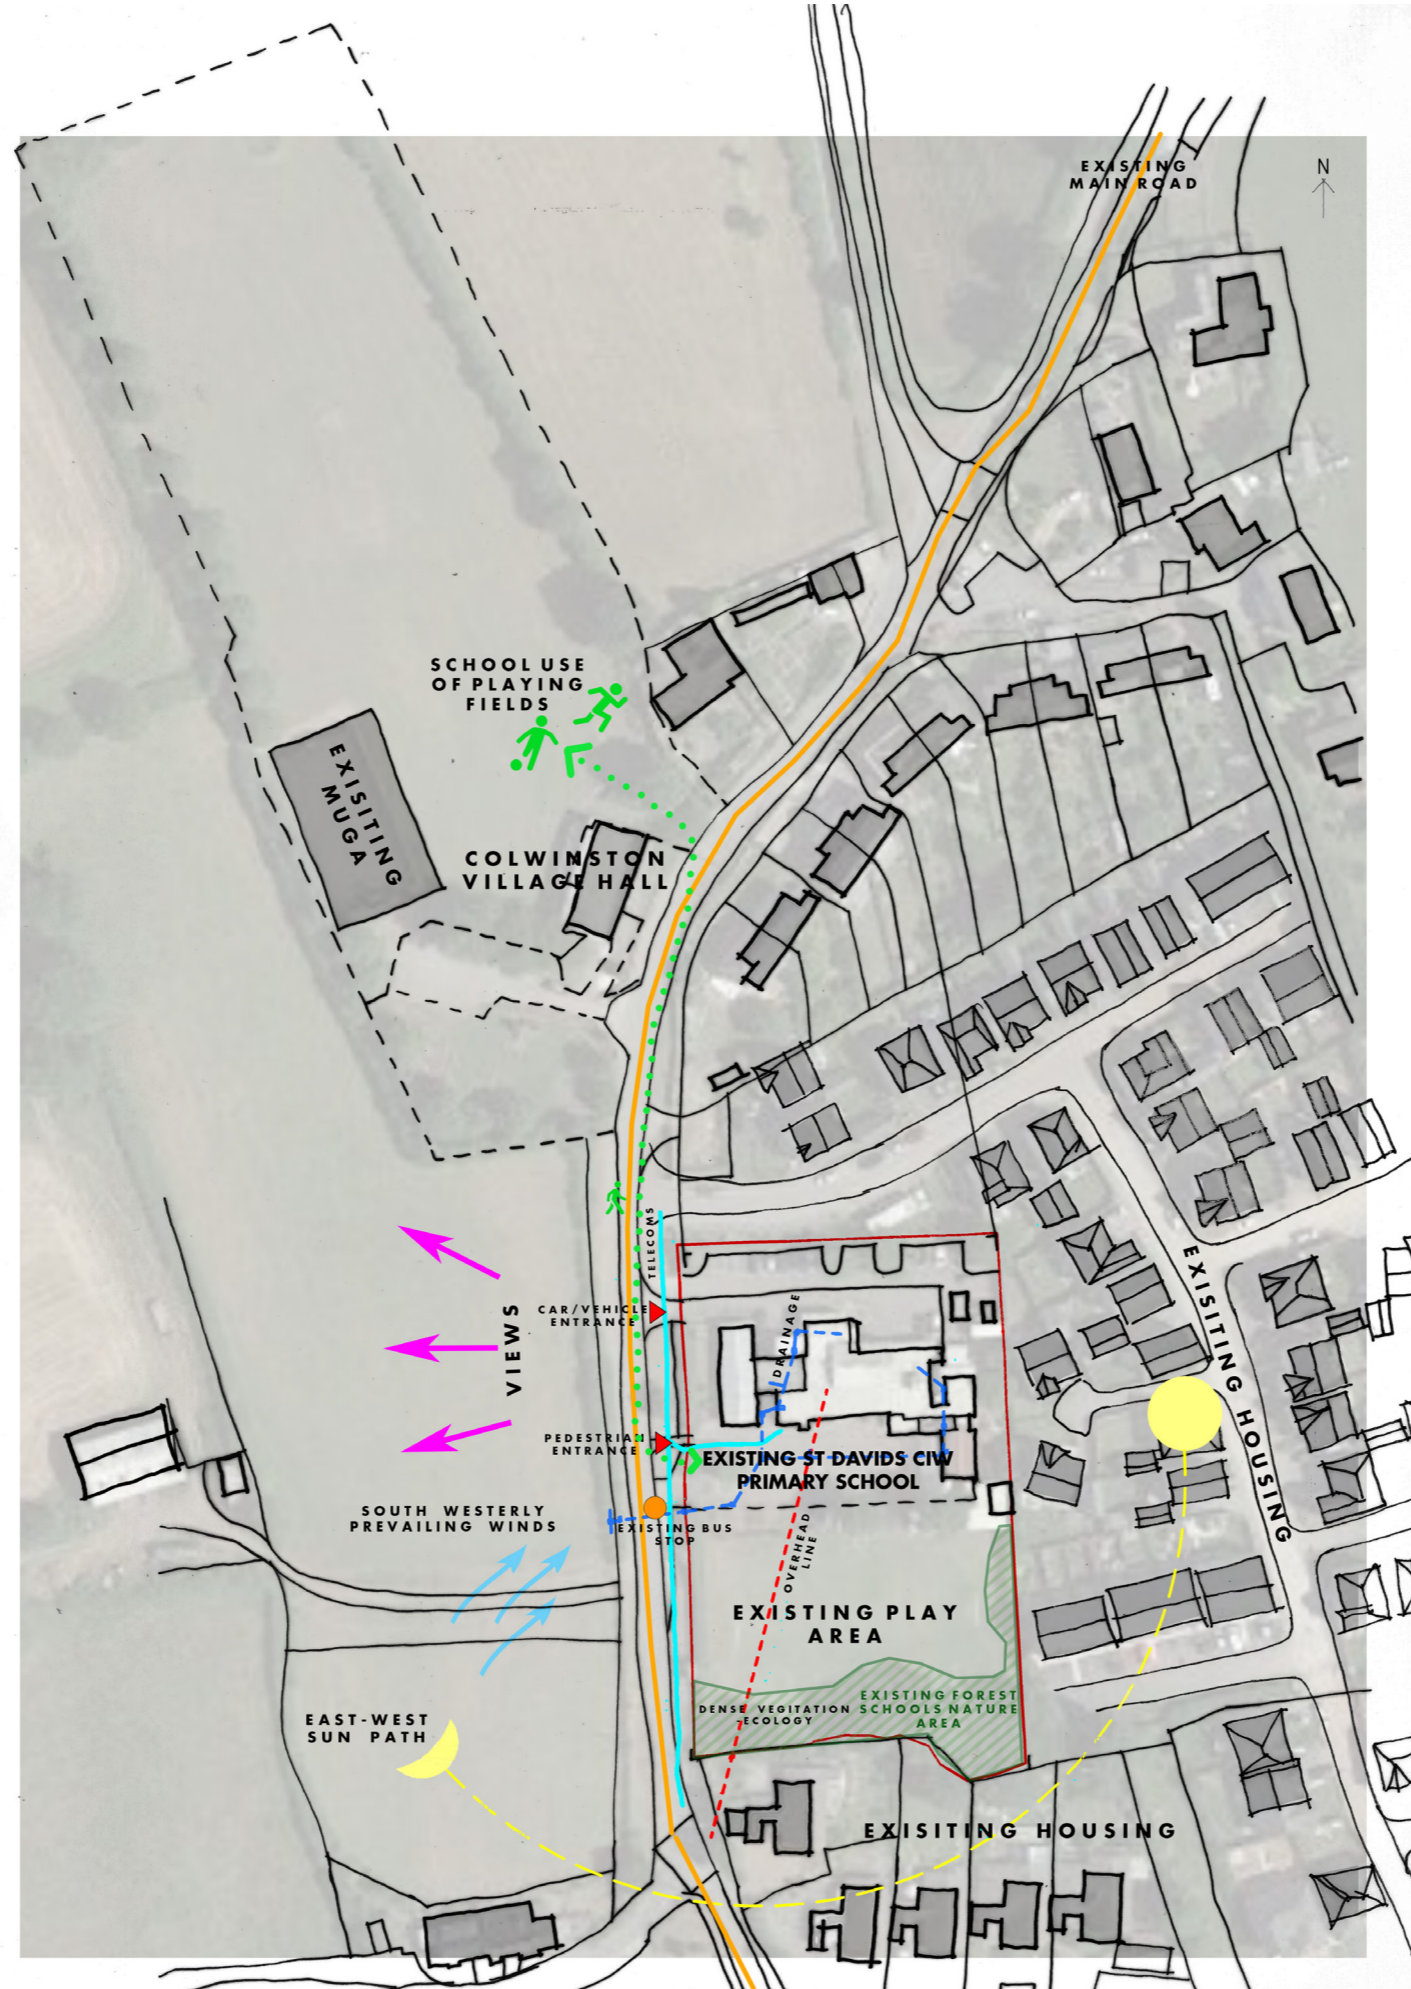 EXISTING
MAIN ROAD
N
SCHOOL USE
OF PLAYING
FIELDS
EXISITING
MUGA
COLWINSTON
VILLAGE HALL
TELECOMS
EXISITING HOUSING
CAR/VEHICLE
ENTRANCE
VIEWS
DRAINAGE
PEDESTRIAN
ENTRANCE
EXISTING ST DAVIDS CIW
PRIMARY SCHOOL
SOUTH WESTERLY
PREVAILING WINDS
EXISTING BUS
STOP
OVERHEAD
LINE
EXISTING PLAY
AREA
DENSE VEGITATION
-ECOLOGY
EXISTING FOREST
SCHOOLS NATURE
AREA
EAST-WEST
SUN PATH
EXISITING HOUSING